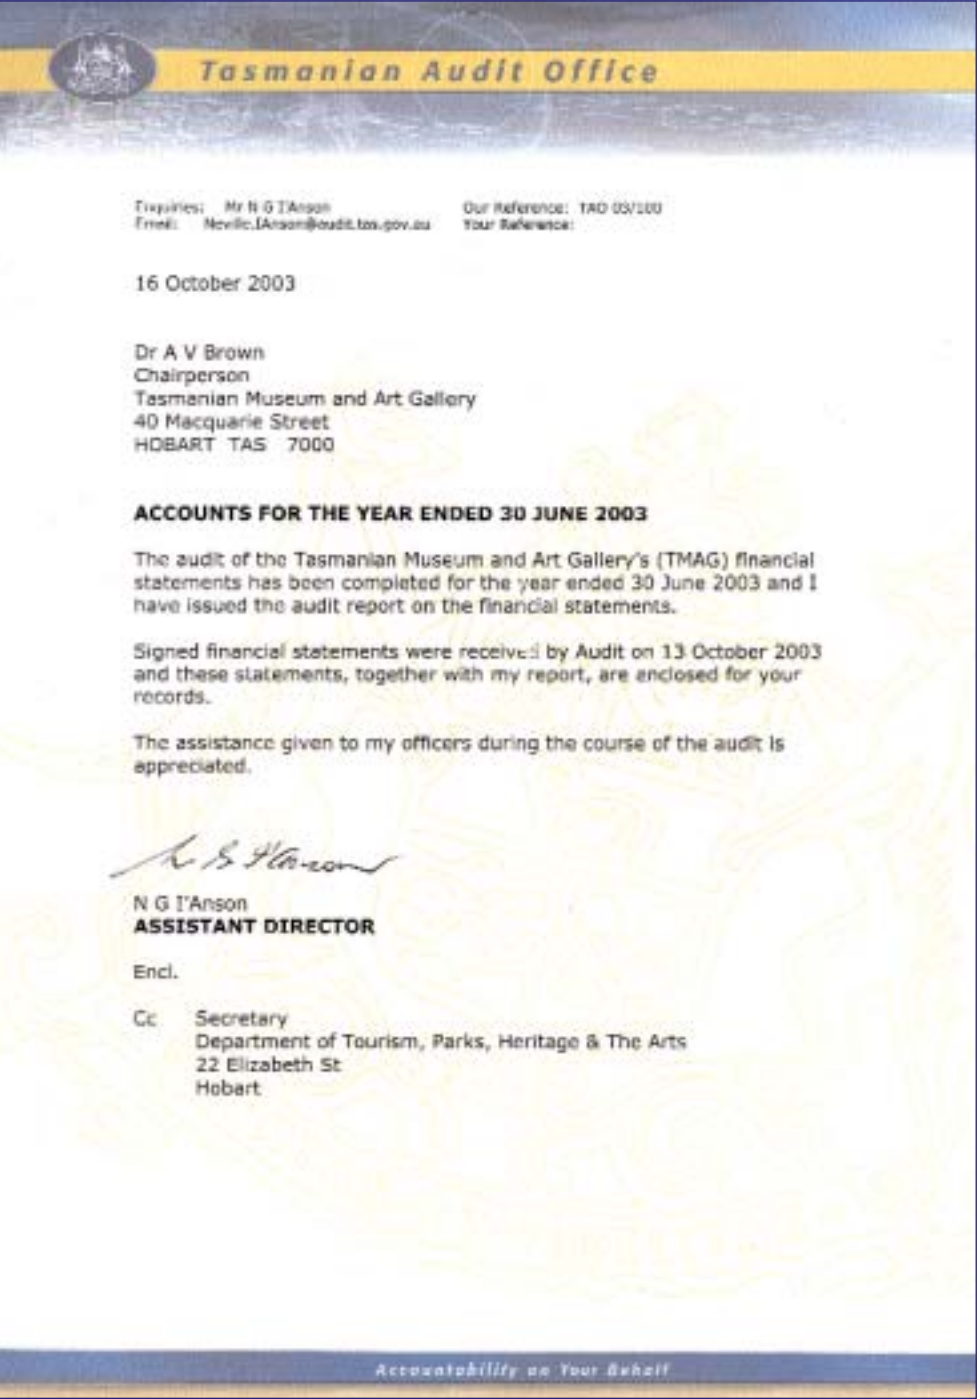 Tasmanian Audit Office
Enquiries: Mr N G I'Anson Our Reference: TAO 03/100
Email: Neville.IAnson@audit.tas.gov.au Your Reference:
16 October 2003
Dr A V Brown
Chairperson
Tasmanian Museum and Art Gallery
40 Macquarie Street
HOBART TAS 7000
ACCOUNTS FOR THE YEAR ENDED 30 JUNE 2003
The audit of the Tasmanian Museum and Art Gallery's (TMAG) financial
statements has been completed for the year ended 30 June 2003 and I
have issued the audit report on the financial statements.
Signed financial statements were received by Audit on 13 October 2003
and these statements, together with my report, are enclosed for your
records.
The assistance given to my officers during the course of the audit is
appreciated.
N G I'Anson
N G I'Anson
ASSISTANT DIRECTOR
Encl.
Cc Secretary
Department of Tourism, Parks, Heritage & The Arts
22 Elizabeth St
Hobart
Accountability on Your Behalf